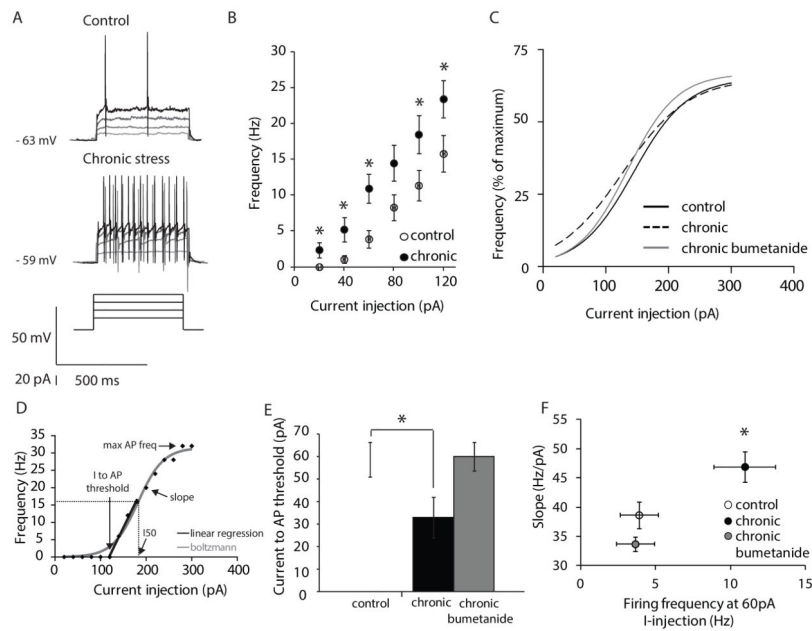 A
Control
- 63 mV
Chronic stress
- 59 mV
50 mV
20 pA
500 ms
B
Frequency (Hz)
30
25
20
15
10
5
0
* * * * *
control
chronic
0 20 40 60 80 100 120
Current injection (pA)
C
Frequency (% of maximum)
75
50
25
0
control
chronic
chronic bumetanide
0 100 200 300 400
Current injection (pA)
D
Frequency (Hz)
35
30
25
20
15
10
5
0
max AP freq
I to AP
threshold
slope
I50
linear regression
boltzmann
0 100 200 300 400
Current injection (pA)
E
Current to AP threshold (pA)
70
60
50
40
30
20
10
0
*
control
chronic
chronic
bumetanide
F
Slope (Hz/pA)
50
45
40
35
30
*
control
chronic
chronic
bumetanide
0 5 10 15
Firing frequency at 60pA
I-injection (Hz)